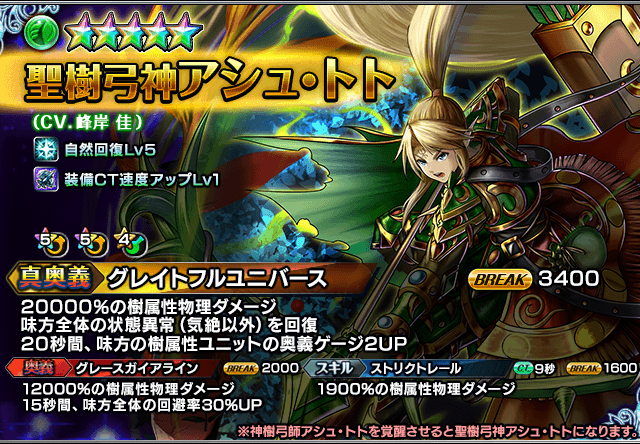 聖樹弓神アシュ・トト
(CV.峰岸 佳)
自然回復Lv5
装備CT速度アップLv1
5 5 4
真奥義 グレイトフルユニバース BREAK 3400
20000%の樹属性物理ダメージ
味方全体の状態異常(気絶以外)を回復
20秒間、味方の樹属性ユニットの奥義ゲージ2UP
奥義 グレースガイアライン BREAK 2000
12000%の樹属性物理ダメージ
15秒間、味方全体の回避率30%UP
スキル ストリクトレール C.T. 9秒 BREAK 1600
1900%の樹属性物理ダメージ
※神樹弓師アシュ・トトを覚醒させると聖樹弓神アシュ・トトになります。